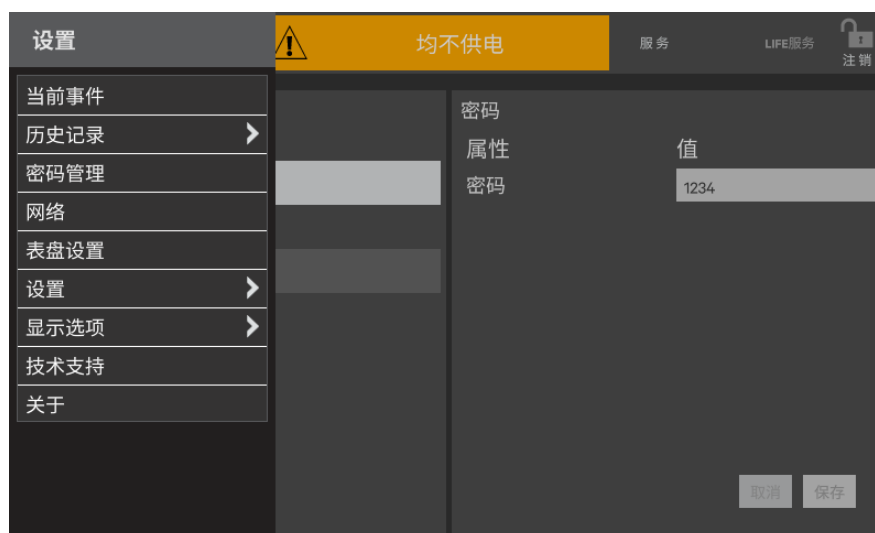 设置
均不供电
服务
LIFE服务
注销
当前事件
历史记录
密码管理
网络
表盘设置
设置
显示选项
技术支持
关于
密码
属性 值
密码 1234
取消 保存